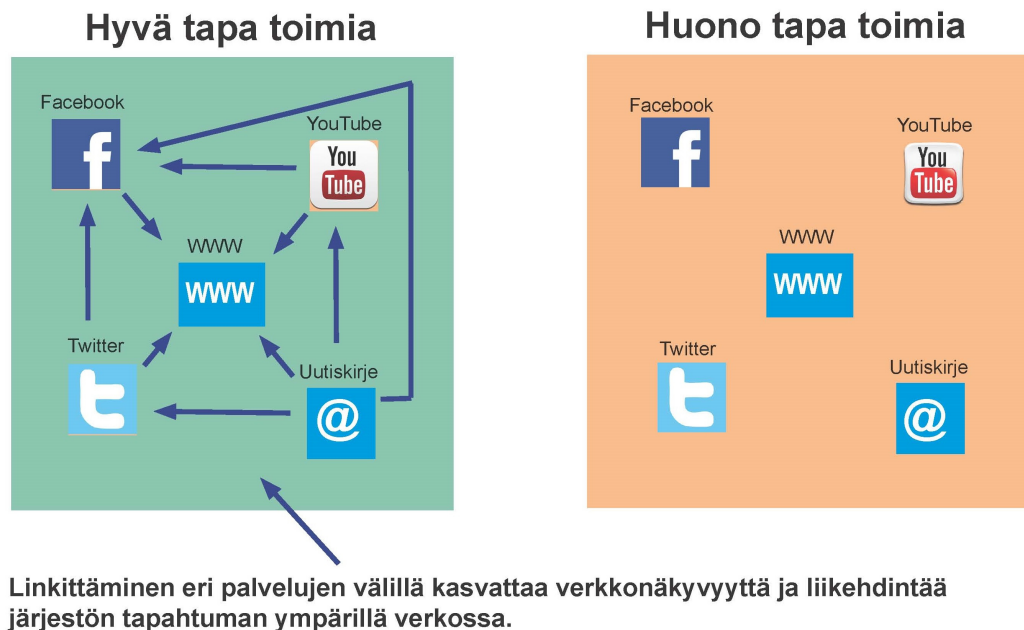 Hyvä tapa toimia
Facebook
f
YouTube
You
Tube
WWW
WWW
Twitter
t
Uutiskirje
@
Huono tapa toimia
Facebook
f
YouTube
You
Tube
WWW
WWW
Twitter
t
Uutiskirje
@
Linkittäminen eri palvelujen välillä kasvattaa verkkonäkyvyyttä ja liikehdintää
järjestön tapahtuman ympärillä verkossa.